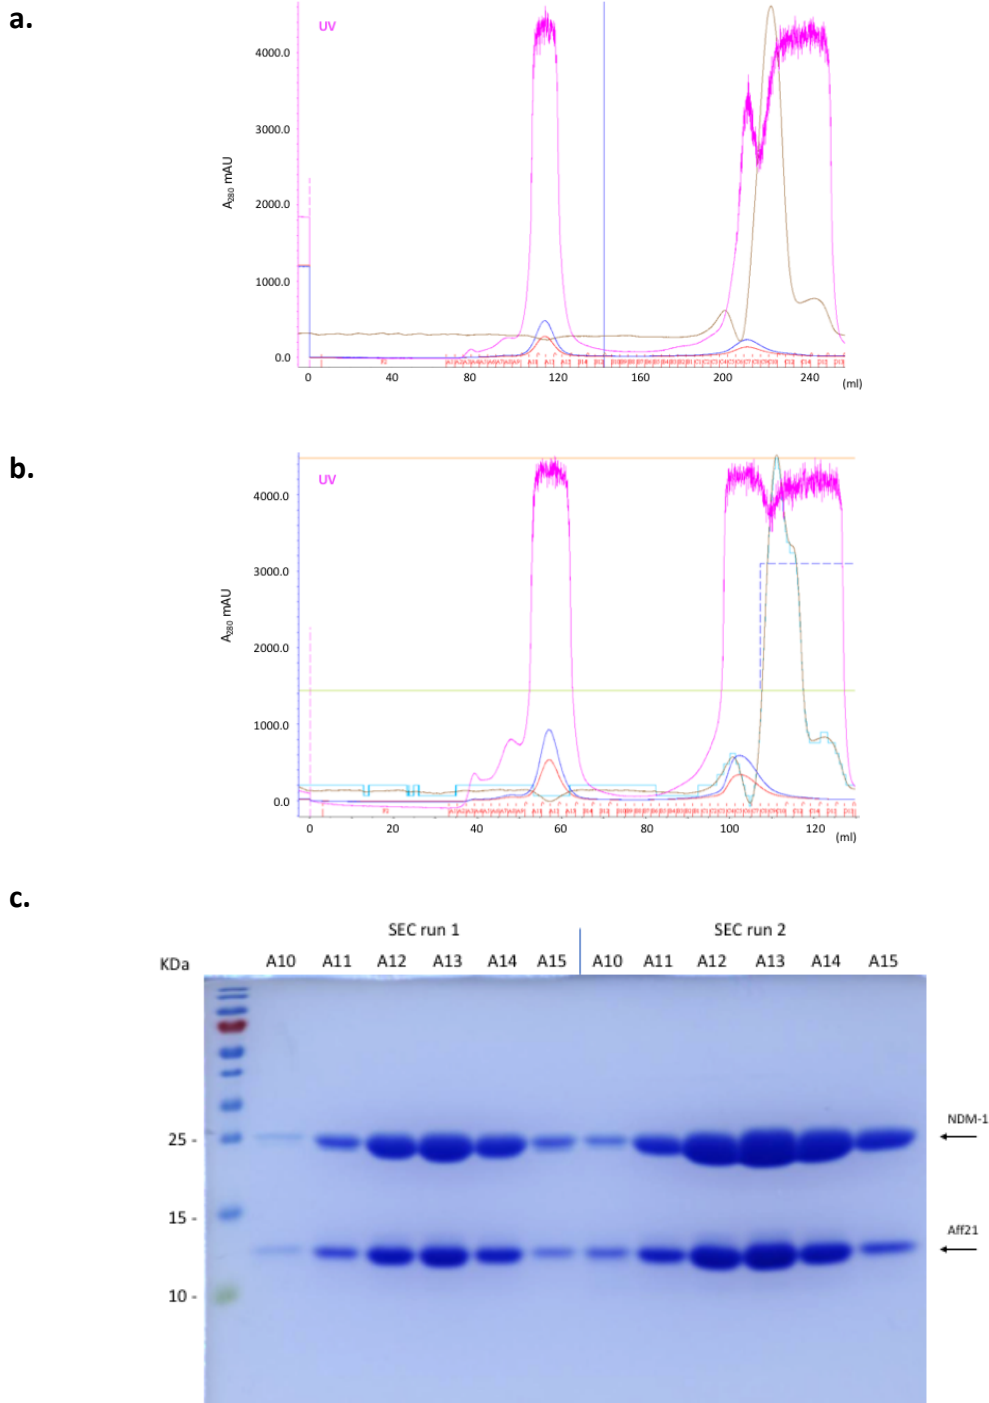 a.
UV
4000.0
3000.0
2000.0
1000.0
0.0
A280 mAU
0 40 80 120 160 200 240
(ml)
b.
UV
4000.0
3000.0
2000.0
1000.0
0.0
A280 mAU
0 20 40 60 80 100 120
(ml)
c.
SEC run 1 SEC run 2
KDa A10 A11 A12 A13 A14 A15 A10 A11 A12 A13 A14 A15
NDM-1
25 -
15 -
Aff21
10 -